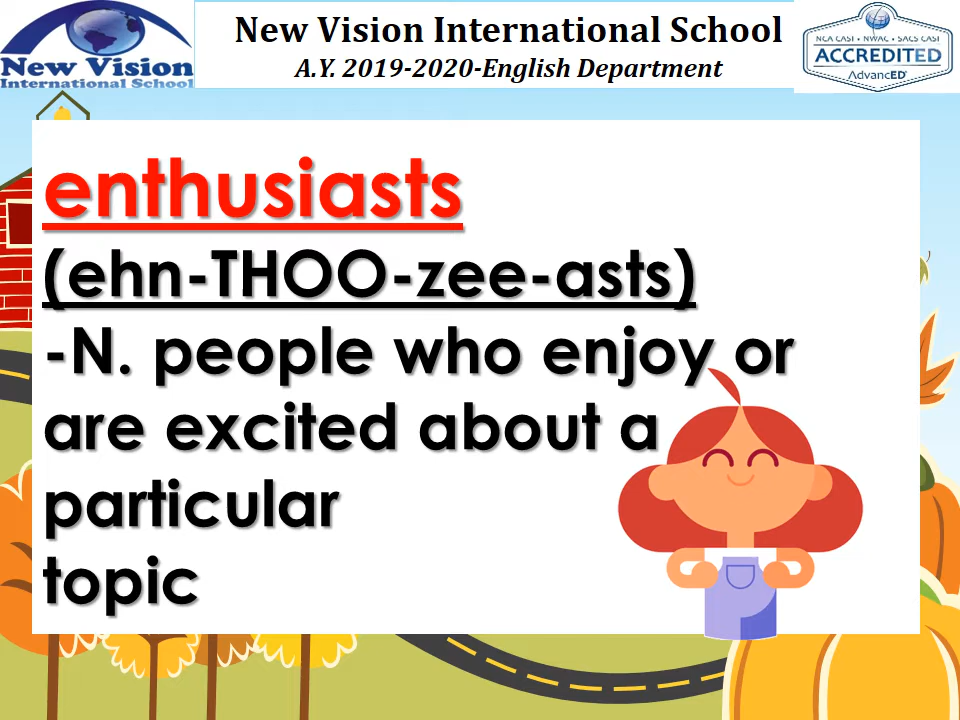 New Vision
International School
New Vision International School
A.Y. 2019-2020-English Department
NCA CASI • NWAC • SACS CASI
ACCREDITED
AdvancED®
enthusiasts
(ehn-THOO-zee-asts)
-N. people who enjoy or
are excited about a
particular
topic